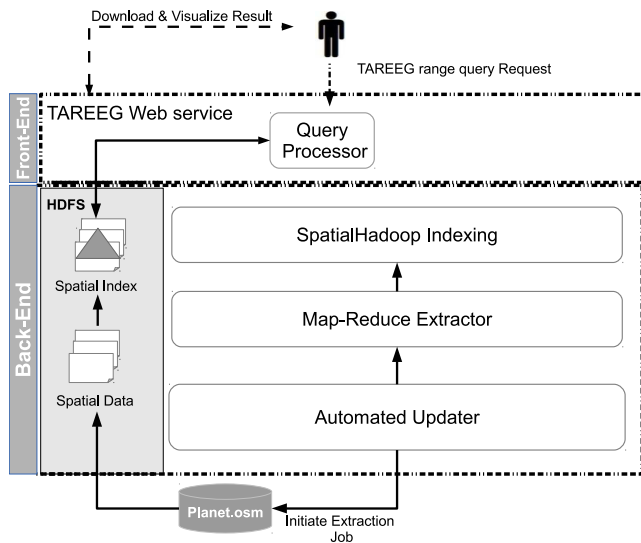 Download & Visualize Result
TAREEG range query Request
Front-End
TAREEG Web service
Query
Processor
Back-End
HDFS
Spatial Index
Spatial Data
SpatialHadoop Indexing
Map-Reduce Extractor
Automated Updater
Planet.osm
Initiate Extraction
Job